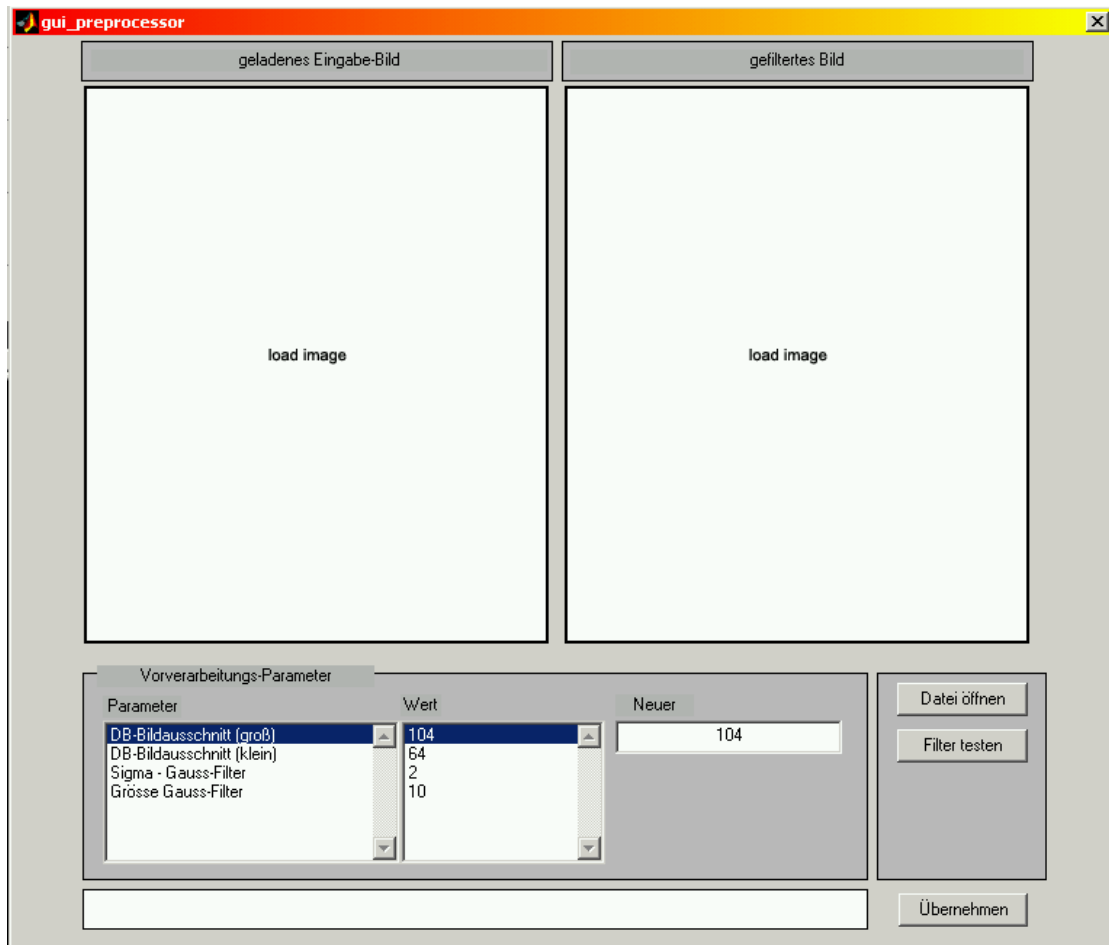 gui_preprocessor
geladenes Eingabe-Bild
gefiltertes Bild
load image
load image
Vorverarbeitungs-Parameter
Parameter
Wert
Neuer
DB-Bildausschnitt (groß)
104
104
DB-Bildausschnitt (klein)
64
Sigma - Gauss-Filter
2
Grösse Gauss-Filter
10
Datei öffnen
Filter testen
Übernehmen